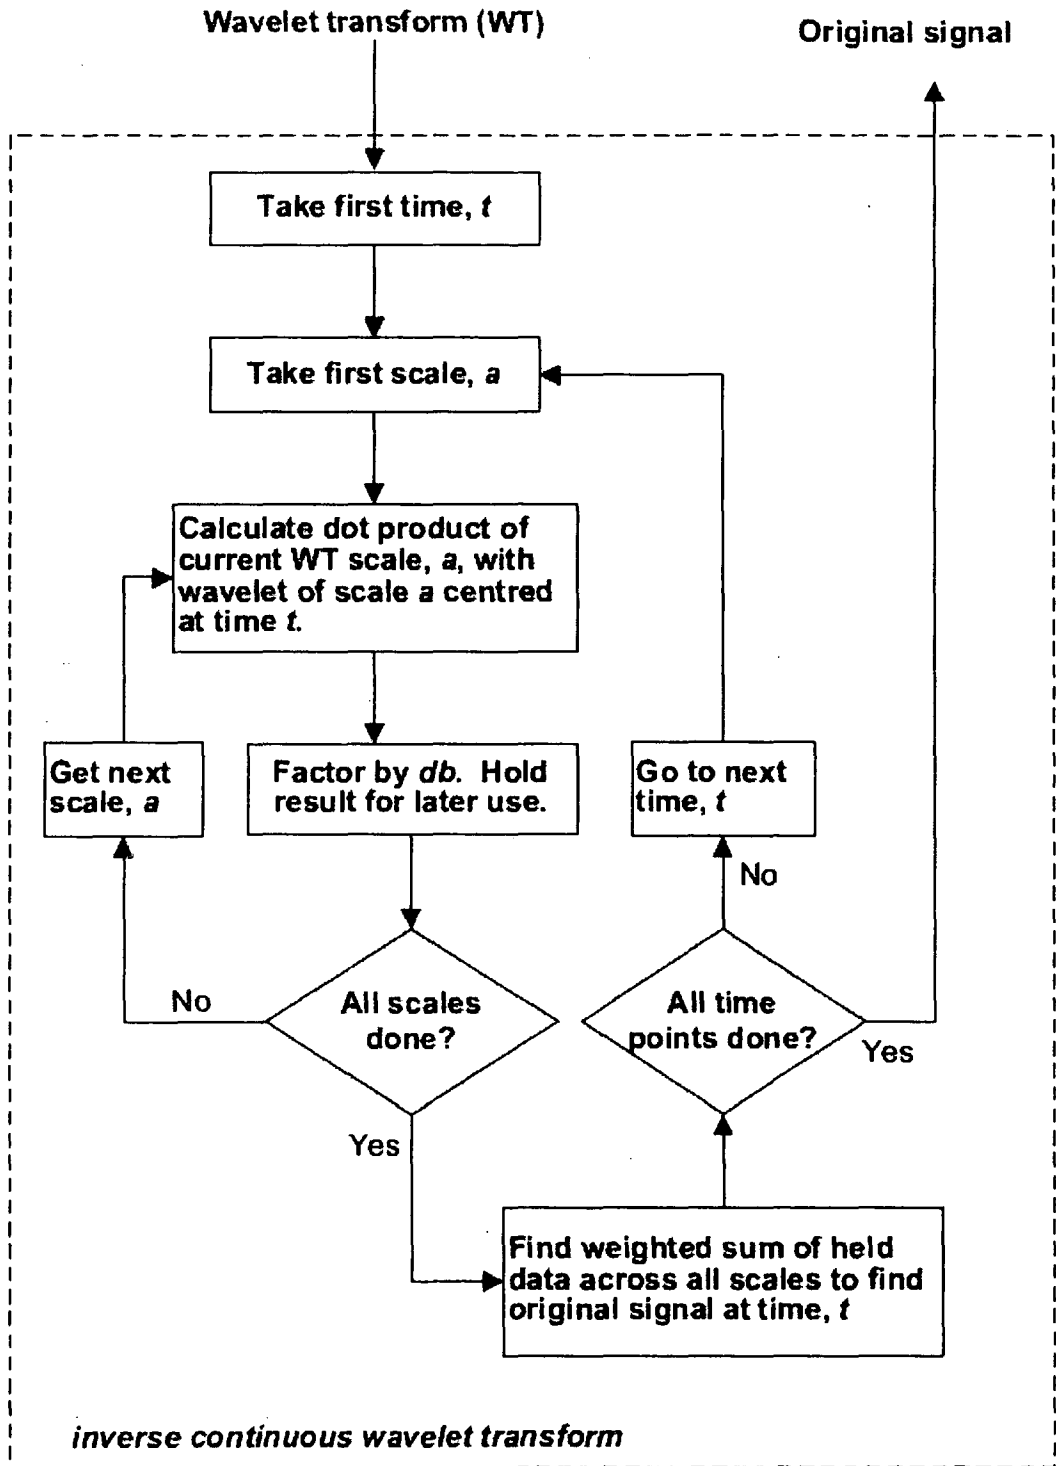 Wavelet transform (WT)
Original signal
Take first time, t
Take first scale, a
Calculate dot product of
current WT scale, a, with
wavelet of scale a centred
at time t.
Get next
scale, a
Factor by db. Hold
result for later use.
Go to next
time, t
No
No
All scales
done?
All time
points done?
Yes
Yes
Find weighted sum of held
data across all scales to find
original signal at time, t
inverse continuous wavelet transform